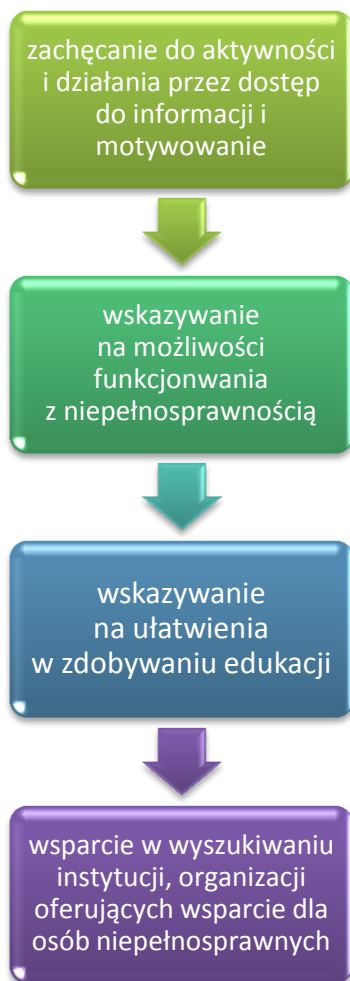 zachęcanie do aktywności
i działania przez dostęp
do informacji i
motywowanie
wskazywanie
na możliwości
funkcjonwania
z niepełnosprawnością
wskazywanie
na ułatwienia
w zdobywaniu edukacji
wsparcie w wyszukiwaniu
instytucji, organizacji
oferujących wsparcie dla
osób niepełnosprawnych